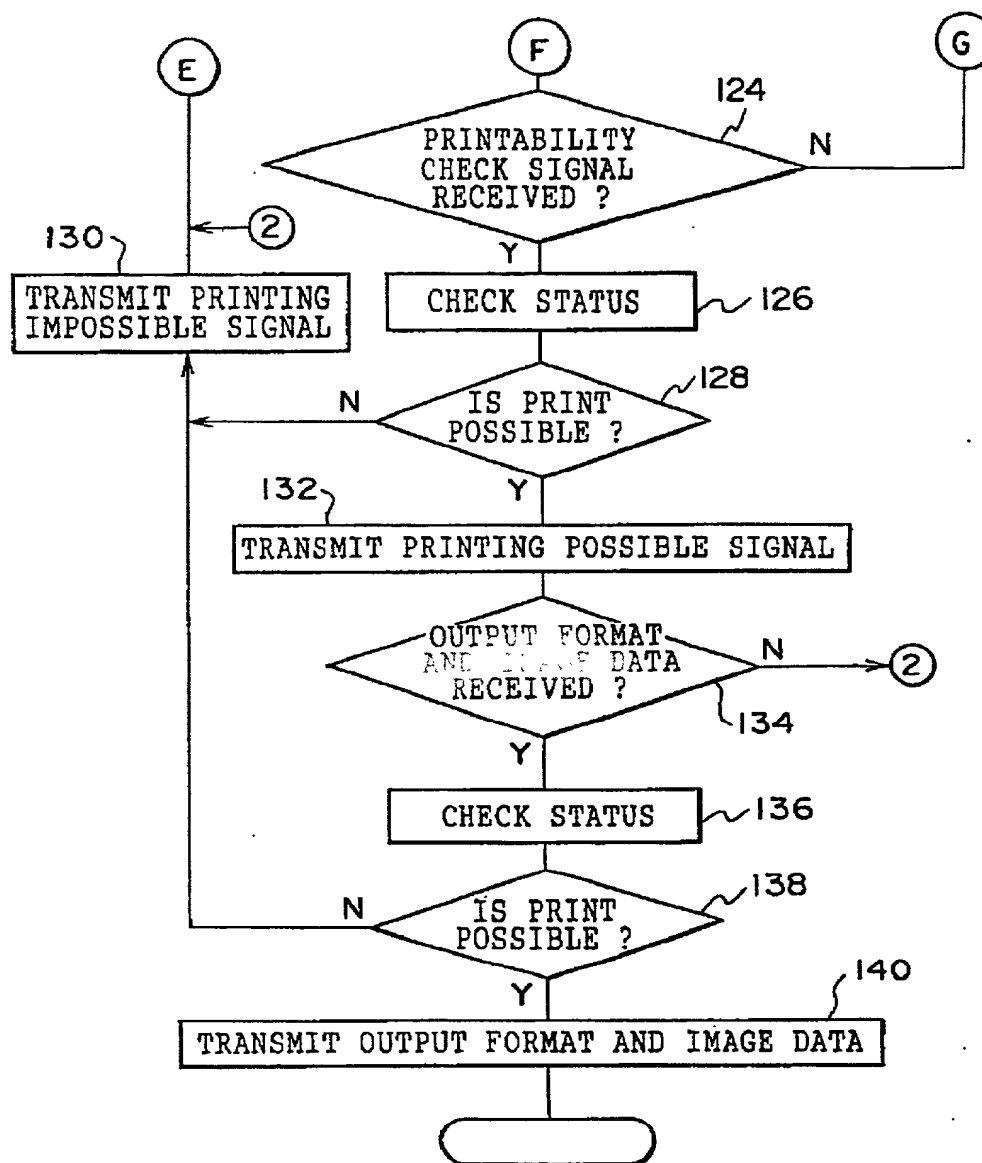 E
F
G
124
PRINTABILITY
CHECK SIGNAL
RECEIVED ?
N
2
130
Y
TRANSMIT PRINTING
IMPOSSIBLE SIGNAL
CHECK STATUS
126
128
N
IS PRINT
POSSIBLE ?
Y
132
TRANSMIT PRINTING POSSIBLE SIGNAL
OUTPUT FORMAT
AND IMAGE DATA
RECEIVED ?
N
2
134
Y
CHECK STATUS
136
138
N
IS PRINT
POSSIBLE ?
Y
140
TRANSMIT OUTPUT FORMAT AND IMAGE DATA